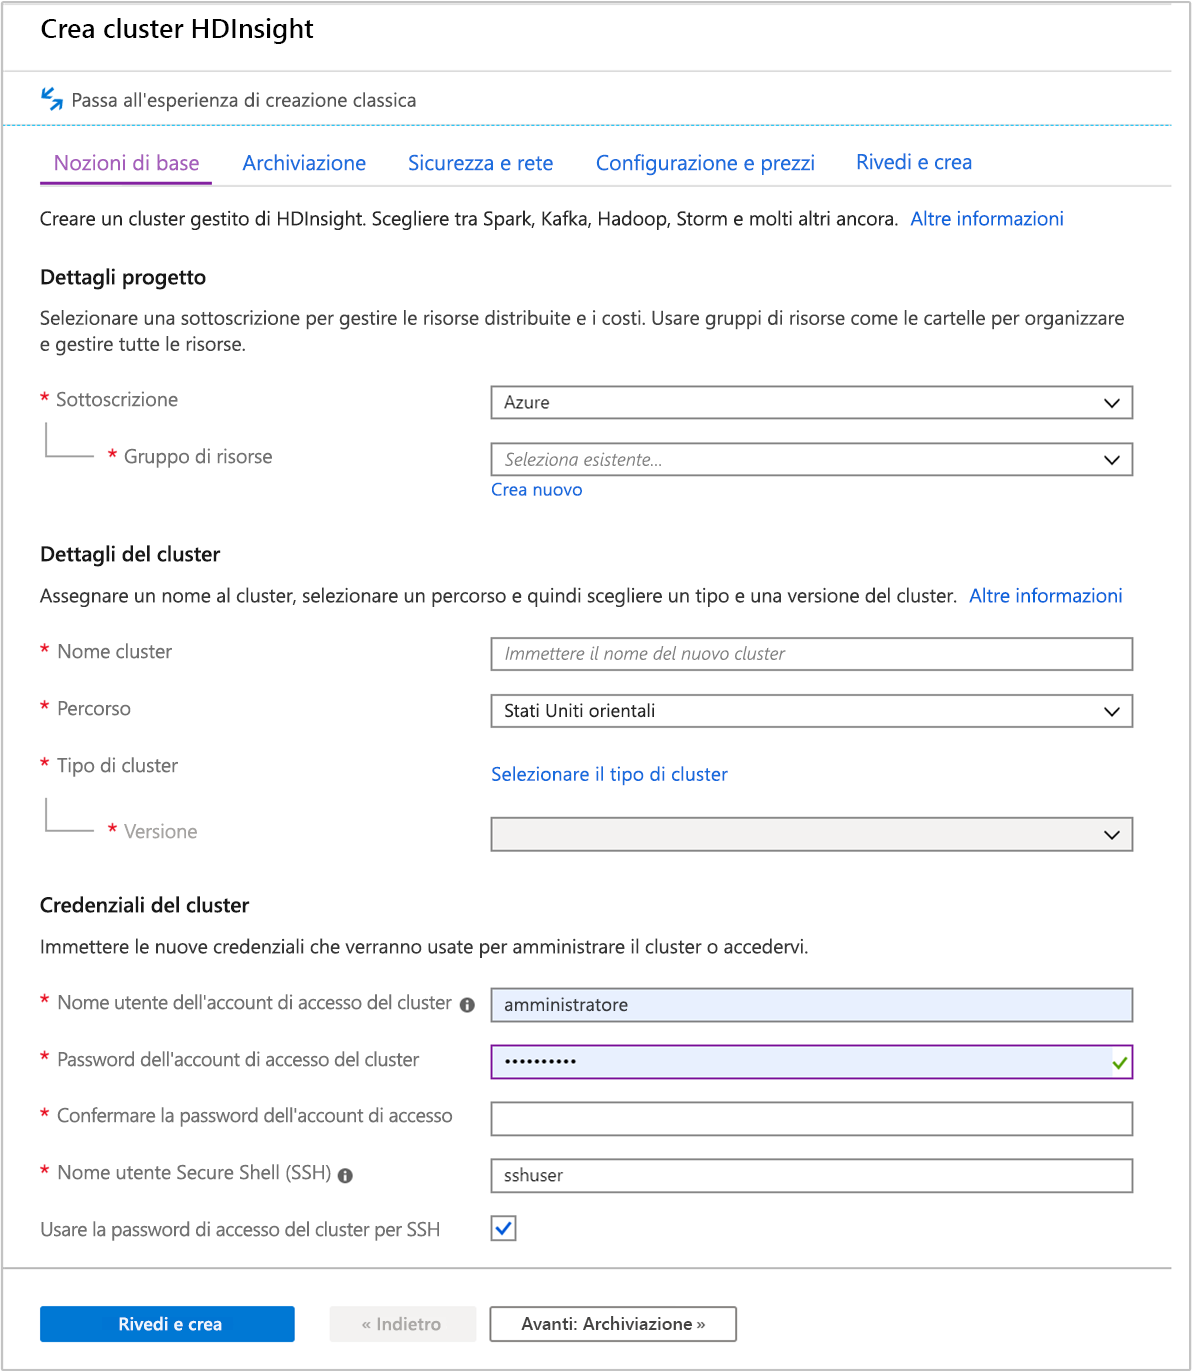 Crea cluster HDInsight
Passa all'esperienza di creazione classica
Nozioni di base Archiviazione Sicurezza e rete Configurazione e prezzi Rivedi e crea
Creare un cluster gestito di HDInsight. Scegliere tra Spark, Kafka, Hadoop, Storm e molti altri ancora. Altre informazioni
Dettagli progetto
Selezionare una sottoscrizione per gestire le risorse distribuite e i costi. Usare gruppi di risorse come le cartelle per organizzare
e gestire tutte le risorse.
* Sottoscrizione Azure
* Gruppo di risorse Seleziona esistente...
Crea nuovo
Dettagli del cluster
Assegnare un nome al cluster, selezionare un percorso e quindi scegliere un tipo e una versione del cluster. Altre informazioni
* Nome cluster Immettere il nome del nuovo cluster
* Percorso Stati Uniti orientali
* Tipo di cluster Selezionare il tipo di cluster
* Versione
Credenziali del cluster
Immettere le nuove credenziali che verranno usate per amministrare il cluster o accedervi.
* Nome utente dell'account di accesso del cluster amministratore
* Password dell'account di accesso del cluster ••••••••••
* Confermare la password dell'account di accesso
* Nome utente Secure Shell (SSH) sshuser
Usare la password di accesso del cluster per SSH
Rivedi e crea « Indietro Avanti: Archiviazione »